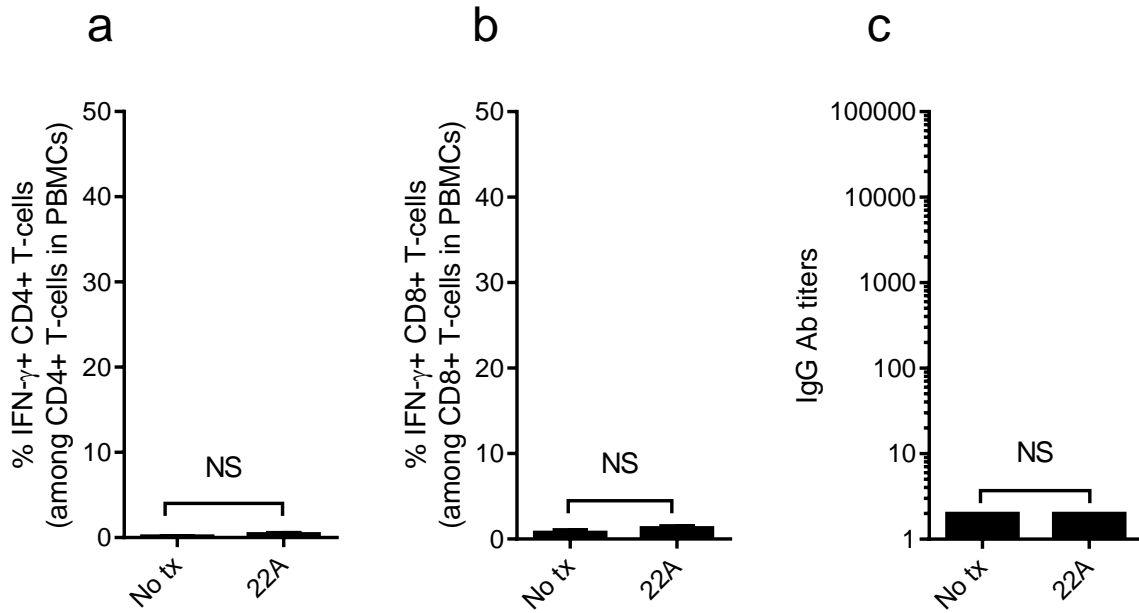 a
% IFN-γ+ CD4+ T-cells
(among CD4+ T-cells in PBMCs)
50
40
30
20
10
0
NS
No tx
22A
b
% IFN-γ+ CD8+ T-cells
(among CD8+ T-cells in PBMCs)
50
40
30
20
10
0
NS
No tx
22A
c
IgG Ab titers
100000
10000
1000
100
10
1
NS
No tx
22A